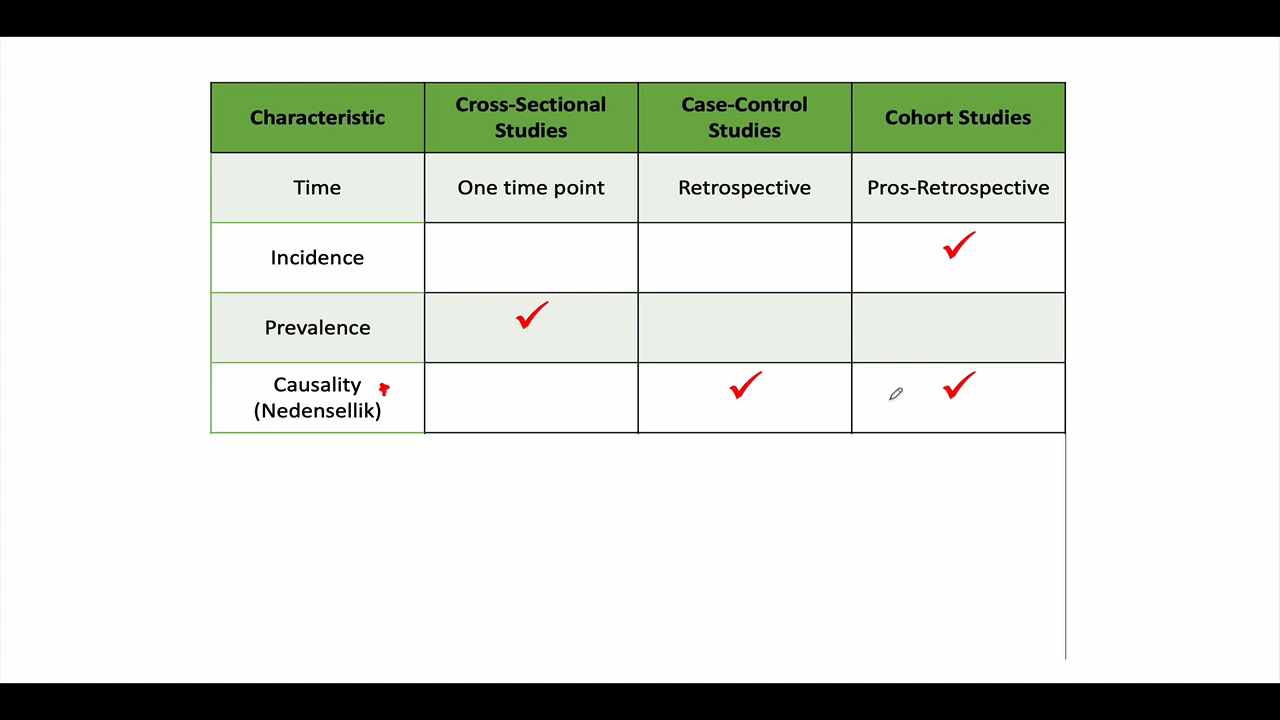 Characteristic
Cross-Sectional
Studies
Case-Control
Studies
Cohort Studies
Time
One time point
Retrospective
Pros-Retrospective
Incidence
Prevalence
Causality
(Nedensellik)